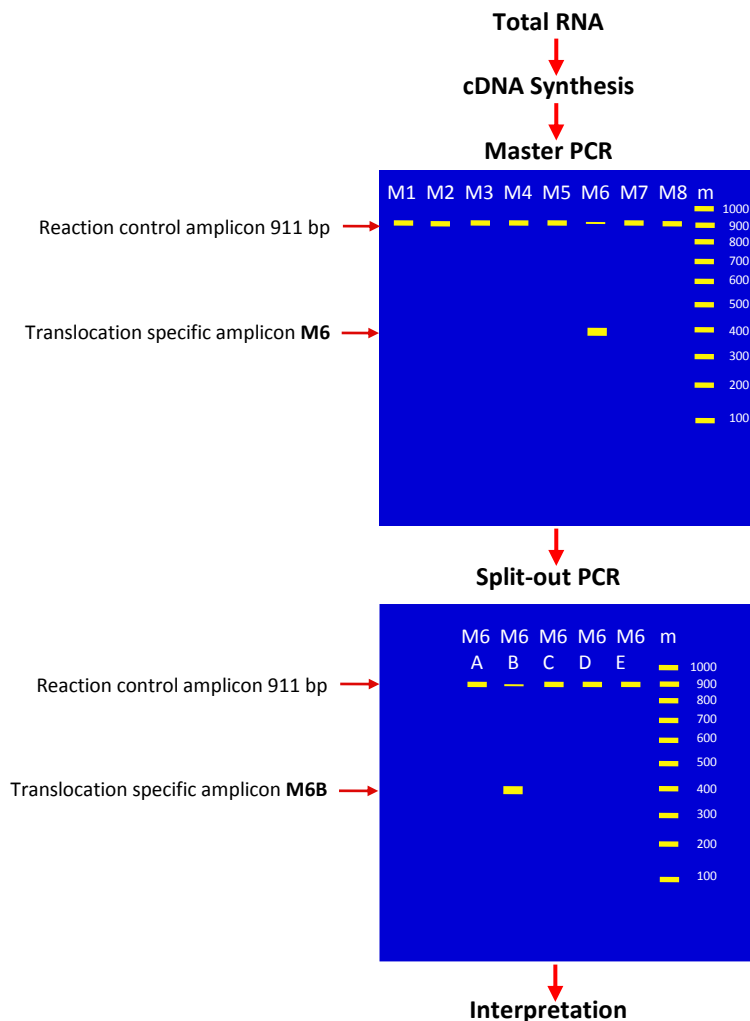 Total RNA
cDNA Synthesis
Master PCR
M1 M2 M3 M4 M5 M6 M7 M8 m
1000
Reaction control amplicon 911 bp
900
800
700
600
500
Translocation specific amplicon M6
400
300
200
100
Split-out PCR
M6 M6 M6 M6 M6 m
A B C D E
1000
Reaction control amplicon 911 bp
900
800
700
600
500
Translocation specific amplicon M6B
400
300
200
100
Interpretation